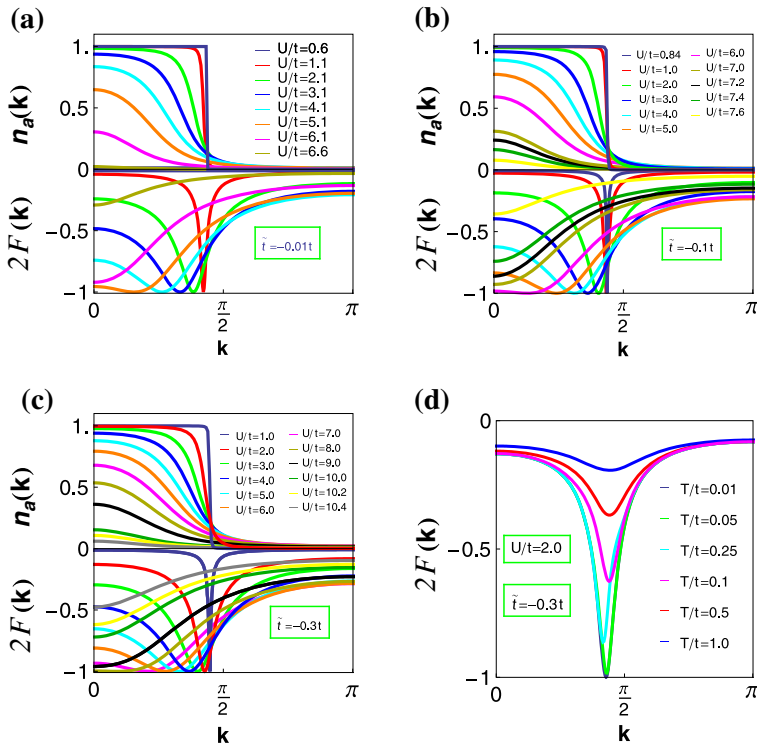 (a)
1.
0.5
0
−0.5
−1
n_a(k)
2F(k)
U/t=0.6
U/t=1.1
U/t=2.1
U/t=3.1
U/t=4.1
U/t=5.1
U/t=6.1
U/t=6.6
t̃=−0.01t
0
π/2
π
k
(b)
1.
0.5
0
−0.5
−1
n_a(k)
2F(k)
U/t=0.84
U/t=1.0
U/t=2.0
U/t=3.0
U/t=4.0
U/t=5.0
U/t=6.0
U/t=7.0
U/t=7.2
U/t=7.4
U/t=7.6
t̃=−0.1t
0
π/2
π
k
(c)
1.
0.5
0
−0.5
−1
n_a(k)
2F(k)
U/t=1.0
U/t=2.0
U/t=3.0
U/t=4.0
U/t=5.0
U/t=6.0
U/t=7.0
U/t=8.0
U/t=9.0
U/t=10.0
U/t=10.2
U/t=10.4
t̃=−0.3t
0
π/2
π
k
(d)
0
−0.5
−1
2F(k)
U/t=2.0
t̃=−0.3t
T/t=0.01
T/t=0.05
T/t=0.25
T/t=0.1
T/t=0.5
T/t=1.0
0
π/2
π
k